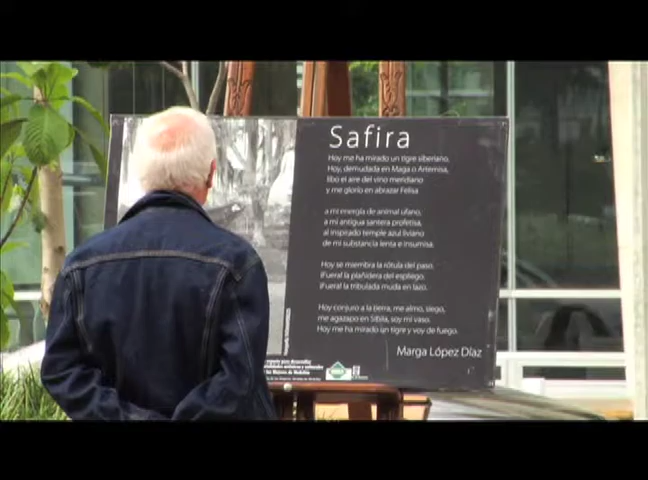 Safira
Hoy me ha mirado un tigre siberiano.
Hoy, demudada en Maga o Artemisa,
libo el aire del vino meridiano
y me glorío en abrazar Felisa
a mi energía de animal ufano,
a mi antigua santera profetisa,
al inspirado temple azul liviano
de mi substancia lenta e insumisa.
Hoy se miembra la rótula del paso.
¡Fuera! la plañidera del espliego.
¡Fuera! la tribulada muda en lazo.
Hoy conjuro a la tierra, me almo, siego,
me agazapo en Sibila, soy mi vaso.
Hoy me ha mirado un tigre y voy de fuego.
Marga López Díaz